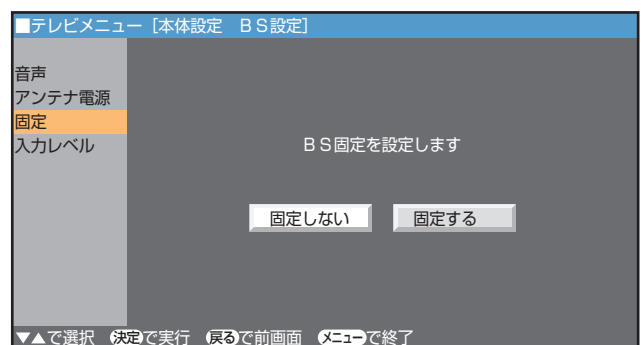 ■テレビメニュー［本体設定　ＢＳ設定］
音声
アンテナ電源
固定
入力レベル
ＢＳ固定を設定します
固定しない　固定する
▼▲で選択　決定で実行　戻るで前画面　メニューで終了